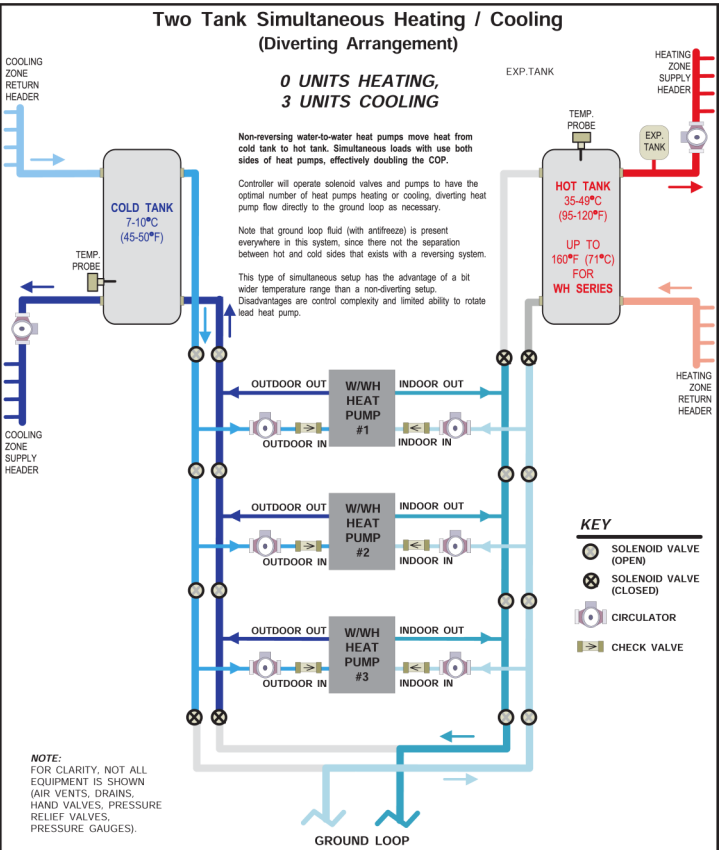 Two Tank Simultaneous Heating / Cooling
(Diverting Arrangement)
0 UNITS HEATING,
3 UNITS COOLING
COOLING
ZONE
RETURN
HEADER
EXP.TANK
HEATING
ZONE
SUPPLY
HEADER
TEMP.
PROBE
EXP.
TANK
Non-reversing water-to-water heat pumps move heat from
cold tank to hot tank. Simultaneous loads with use both
sides of heat pumps, effectively doubling the COP.
Controller will operate solenoid valves and pumps to have the
optimal number of heat pumps heating or cooling, diverting heat
pump flow directly to the ground loop as necessary.
Note that ground loop fluid (with antifreeze) is present
everywhere in this system, since there not the separation
between hot and cold sides that exists with a reversing system.
This type of simultaneous setup has the advantage of a bit
wider temperature range than a non-diverting setup.
Disadvantages are control complexity and limited ability to rotate
lead heat pump.
COLD TANK
7-10°C
(45-50°F)
TEMP.
PROBE
HOT TANK
35-49°C
(95-120°F)
UP TO
160°F (71°C)
FOR
WH SERIES
COOLING
ZONE
SUPPLY
HEADER
HEATING
ZONE
RETURN
HEADER
OUTDOOR OUT
W/WH
HEAT
PUMP
#1
INDOOR OUT
OUTDOOR IN
INDOOR IN
OUTDOOR OUT
W/WH
HEAT
PUMP
#2
INDOOR OUT
OUTDOOR IN
INDOOR IN
OUTDOOR OUT
W/WH
HEAT
PUMP
#3
INDOOR OUT
OUTDOOR IN
INDOOR IN
KEY
SOLENOID VALVE
(OPEN)
SOLENOID VALVE
(CLOSED)
CIRCULATOR
CHECK VALVE
NOTE:
FOR CLARITY, NOT ALL
EQUIPMENT IS SHOWN
(AIR VENTS, DRAINS,
HAND VALVES, PRESSURE
RELIEF VALVES,
PRESSURE GAUGES).
GROUND LOOP